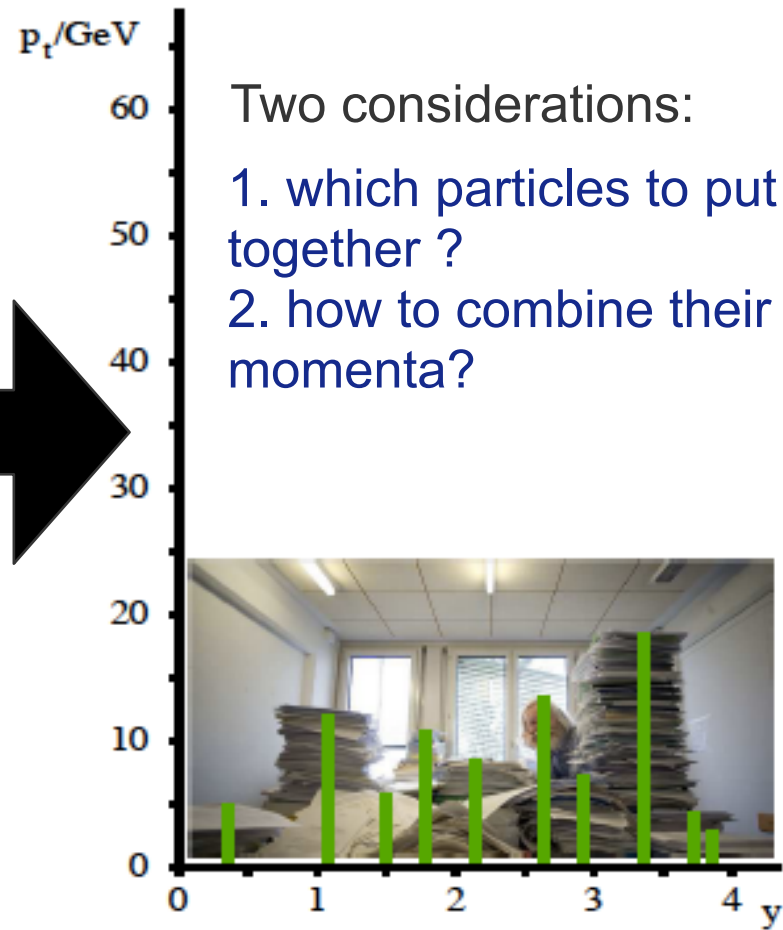 p_t/GeV
60
Two considerations:
1. which particles to put
together ?
50
2. how to combine their
momenta?
40
30
20
10
0
0 1 2 3 4 y